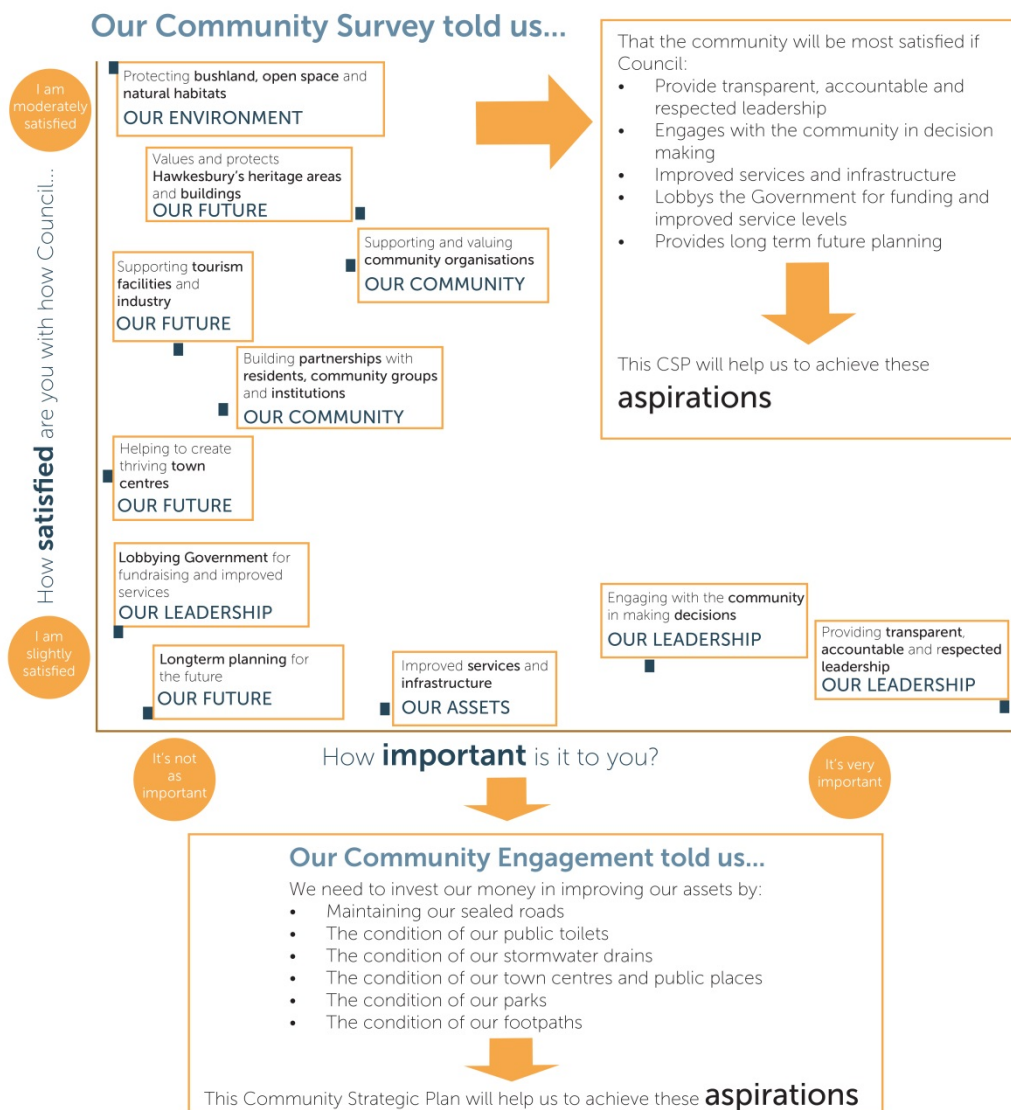 Our Community Survey told us...
I am
moderately
satisfied
How satisfied are you with how Council...
I am
slightly
satisfied
Protecting bushland, open space and
natural habitats
OUR ENVIRONMENT
Values and protects
Hawkesbury's heritage areas
and buildings
OUR FUTURE
Supporting and valuing
community organisations
OUR COMMUNITY
Supporting tourism
facilities and
industry
OUR FUTURE
Building partnerships with
residents, community groups
and institutions
OUR COMMUNITY
Helping to create
thriving town
centres
OUR FUTURE
Lobbying Government for
fundraising and improved
services
OUR LEADERSHIP
Longterm planning for
the future
OUR FUTURE
Improved services and
infrastructure
OUR ASSETS
Engaging with the community
in making decisions
OUR LEADERSHIP
Providing transparent,
accountable and respected
leadership
OUR LEADERSHIP
That the community will be most satisfied if
Council:
• Provide transparent, accountable and
respected leadership
• Engages with the community in decision
making
• Improved services and infrastructure
• Lobbys the Government for funding and
improved service levels
• Provides long term future planning
This CSP will help us to achieve these
aspirations
It's not
as
important
How important is it to you?
It's very
important
Our Community Engagement told us...
We need to invest our money in improving our assets by:
• Maintaining our sealed roads
• The condition of our public toilets
• The condition of our stormwater drains
• The condition of our town centres and public places
• The condition of our parks
• The condition of our footpaths
This Community Strategic Plan will help us to achieve these aspirations